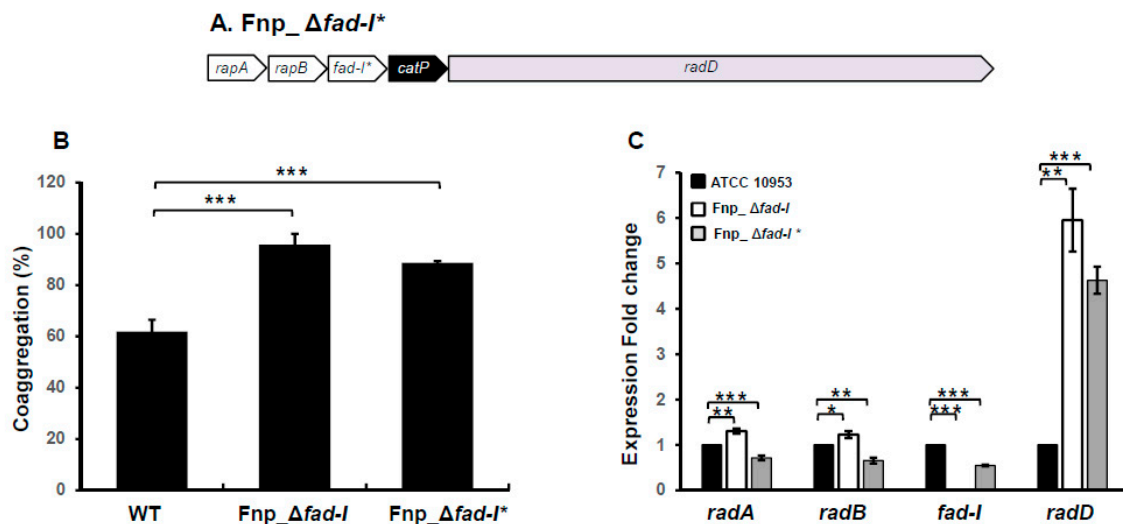 A. Fnp_ Δfad-I*
rapA rapB fad-I* catP radD
B
Coaggregation (%)
120
100
80
60
40
20
0
***
***
WT Fnp_Δfad-I Fnp_Δfad-I*
C
Expression Fold change
7
6
5
4
3
2
1
0
ATCC 10953
Fnp_ Δfad-I
Fnp_ Δfad-I *
***
**
**
*
***
***
***
**
radA radB fad-I radD